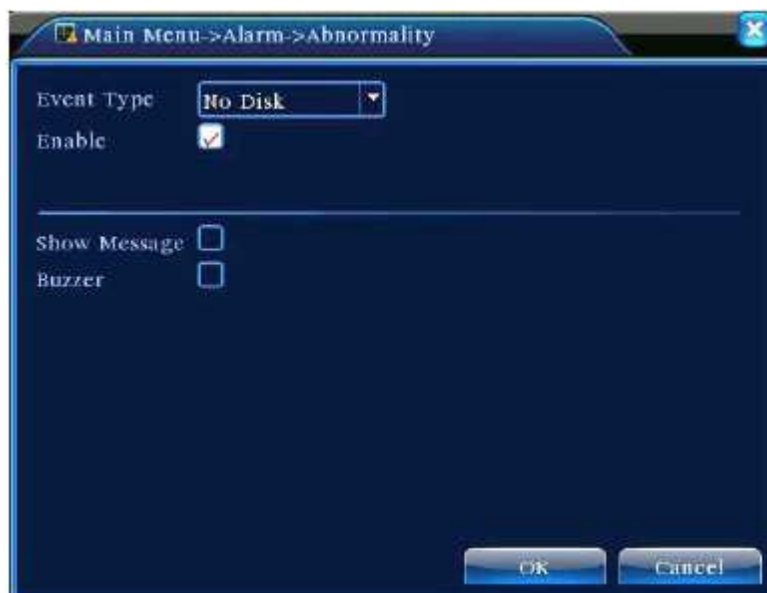 Main Menu->Alarm->Abnormality
Event Type No Disk
Enable
Show Message
Buzzer
OK Cancel